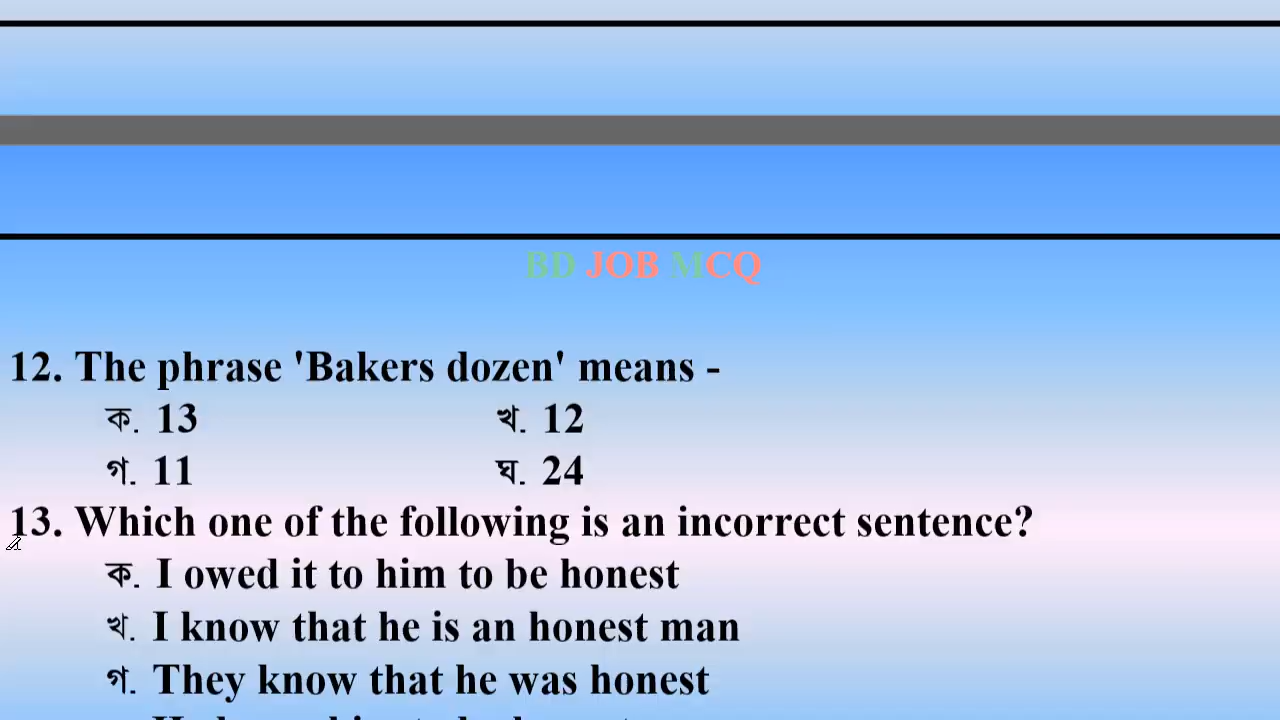 BD JOB MCQ
12. The phrase 'Bakers dozen' means -
ক. 13 খ. 12
গ. 11 ঘ. 24
13. Which one of the following is an incorrect sentence?
ক. I owed it to him to be honest
খ. I know that he is an honest man
গ. They know that he was honest